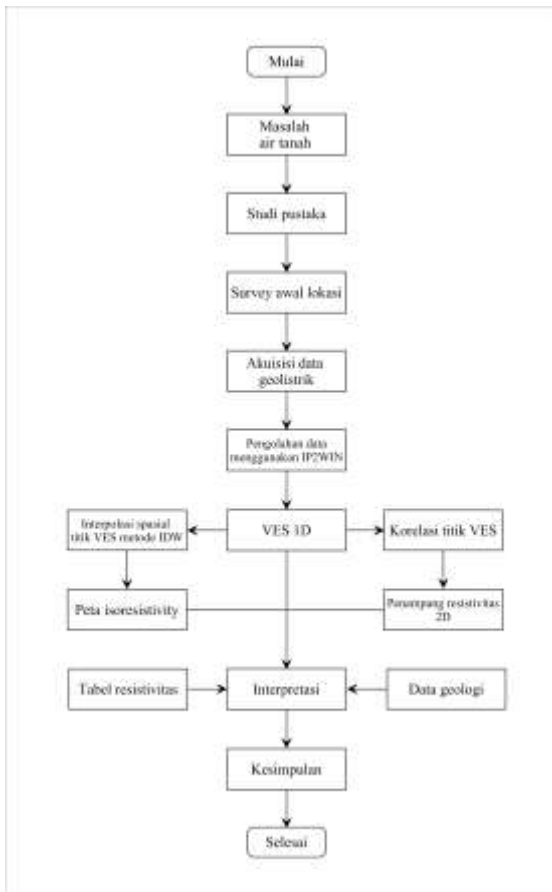 Mulai
Masalah
air tanah
Studi pustaka
Survey awal lokasi
Akuisisi data
geolistrik
Pengolahan data
menggunakan IP2WIN
Interpolasi spasial
titik VES metode IDW
VES 1D
Korelasi titik VES
Peta isoresistivity
Penampang resistivitas
2D
Tabel resistivitas
Interpretasi
Data geologi
Kesimpulan
Selesai